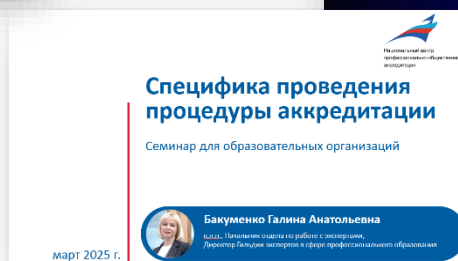 Национальный центр
профессионально-общественной
аккредитации
Специфика проведения
процедуры аккредитации
Семинар для образовательных организаций
Бакуменко Галина Анатольевна
к.п.н., Начальник отдела по работе с экспертами,
Директор Гильдии экспертов в сфере профессионального образования
март 2025 г.